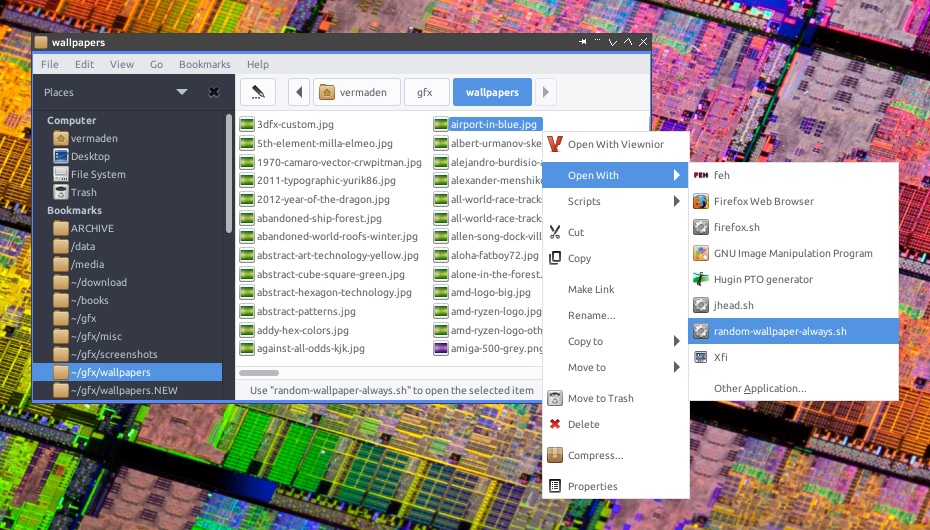 wallpapers
File Edit View Go Bookmarks Help
Places
vermaden gfx wallpapers
Computer
vermaden
Desktop
File System
Trash
Bookmarks
ARCHIVE
/data
/media
~/download
~/books
~/gfx
~/gfx/misc
~/gfx/screenshots
~/gfx/wallpapers
~/gfx/wallpapers.NEW
3dfx-custom.jpg
5th-element-milla-elmeo.jpg
1970-camaro-vector-crwpitman.jpg
2011-typographic-yurik86.jpg
2012-year-of-the-dragon.jpg
abandoned-ship-forest.jpg
abandoned-world-roofs-winter.jpg
abstract-art-technology-yellow.jpg
abstract-cube-square-green.jpg
abstract-hexagon-technology.jpg
abstract-patterns.jpg
addy-hex-colors.jpg
against-all-odds-kjk.jpg
airport-in-blue.jpg
albert-urmanov-ske
alejandro-burdisio-a
alexander-menshik
all-world-race-track
all-world-race-track
allen-song-dock-vill
aloha-fatboy72.jpg
alone-in-the-forest.
amd-logo-big.jpg
amd-ryzen-logo.jpg
amd-ryzen-logo-oth
amiga-500-grey.png
Use "random-wallpaper-always.sh" to open the selected item
Open With Viewnior
Open With
Scripts
Cut
Copy
Make Link
Rename...
Copy to
Move to
Move to Trash
Delete
Compress...
Properties
FEH feh
Firefox Web Browser
firefox.sh
GNU Image Manipulation Program
Hugin PTO generator
jhead.sh
random-wallpaper-always.sh
Xfi
Other Application...